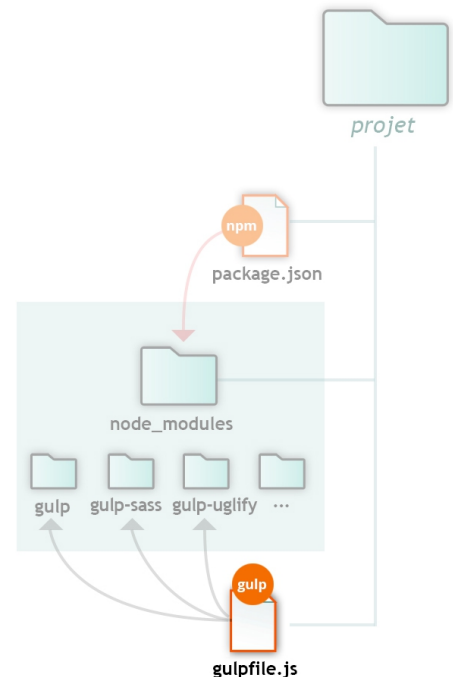 projet
npm
package.json
node_modules
gulp
gulp-sass
gulp-uglify
...
gulp
gulpfile.js